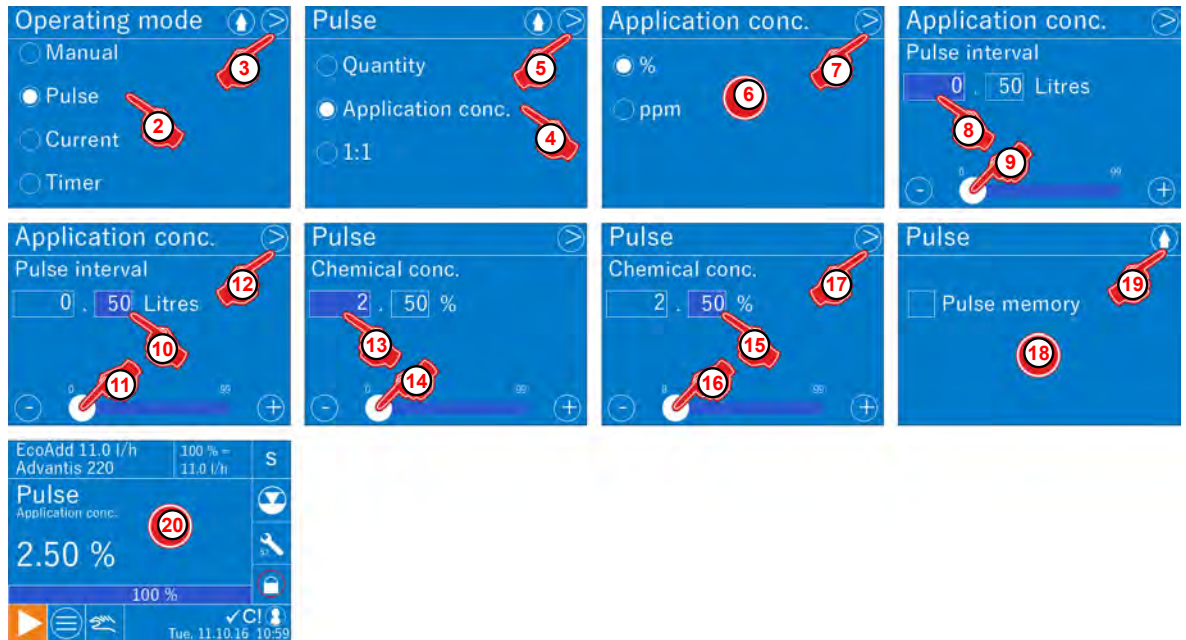 Operating mode
Manual
3
Pulse
2
Current
Timer
Pulse
Quantity
5
Application conc.
4
1:1
Application conc.
%
7
6
ppm
Application conc.
Pulse interval
0 . 50 Litres
8
9
0 99
- +
Application conc.
Pulse interval
12
0 . 50 Litres
10
11
0 99
- +
Pulse
Chemical conc.
2 . 50 %
13
14
0 99
- +
Pulse
Chemical conc.
17
2 . 50 %
15
16
0 99
- +
Pulse
19
Pulse memory
18
EcoAdd 11.0 l/h
Advantis 220
100 % =
11.0 l/h
S
Pulse
Application conc.
20
2.50 %
100 %
✓C!
Tue, 11.10.16 10:59